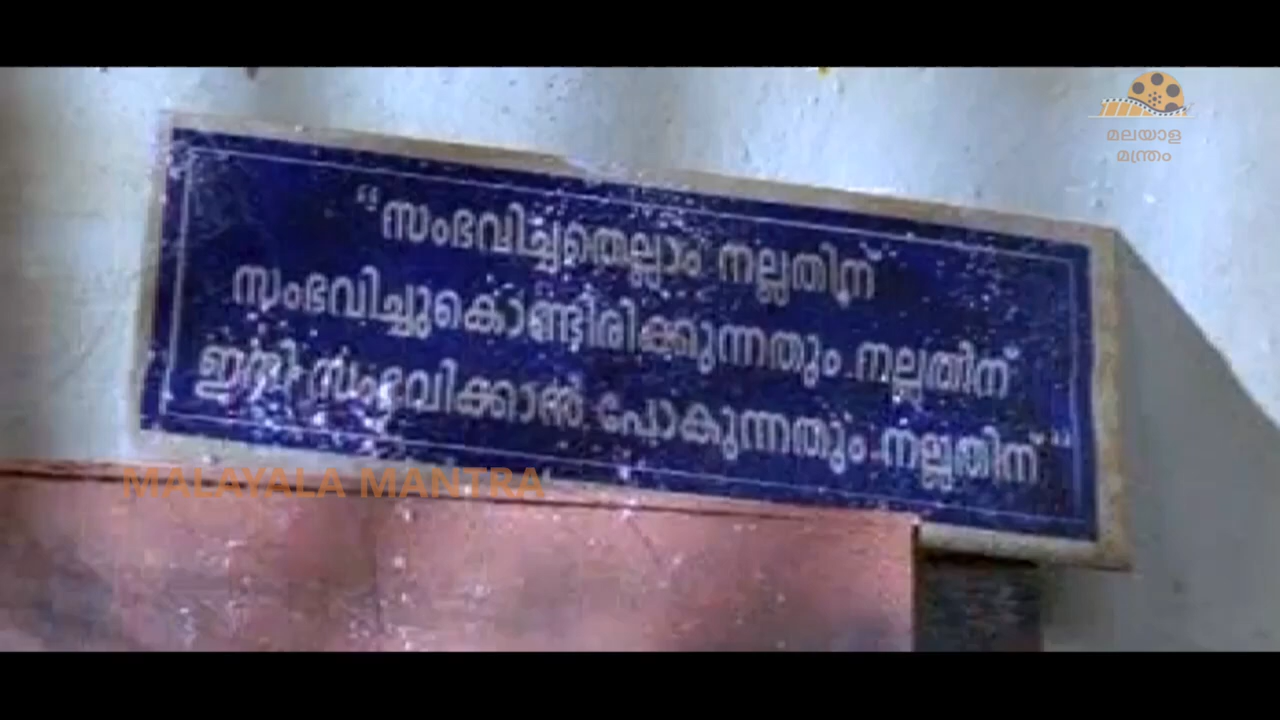 മലയാള
മന്ത്രം
“സംഭവിച്ചതെല്ലാം നല്ലതിന്
സംഭവിച്ചുകൊണ്ടിരിക്കുന്നതും നല്ലതിന്
ഇനി സംഭവിക്കാൻ പോകുന്നതും നല്ലതിന്”
MALAYALA MANTRA